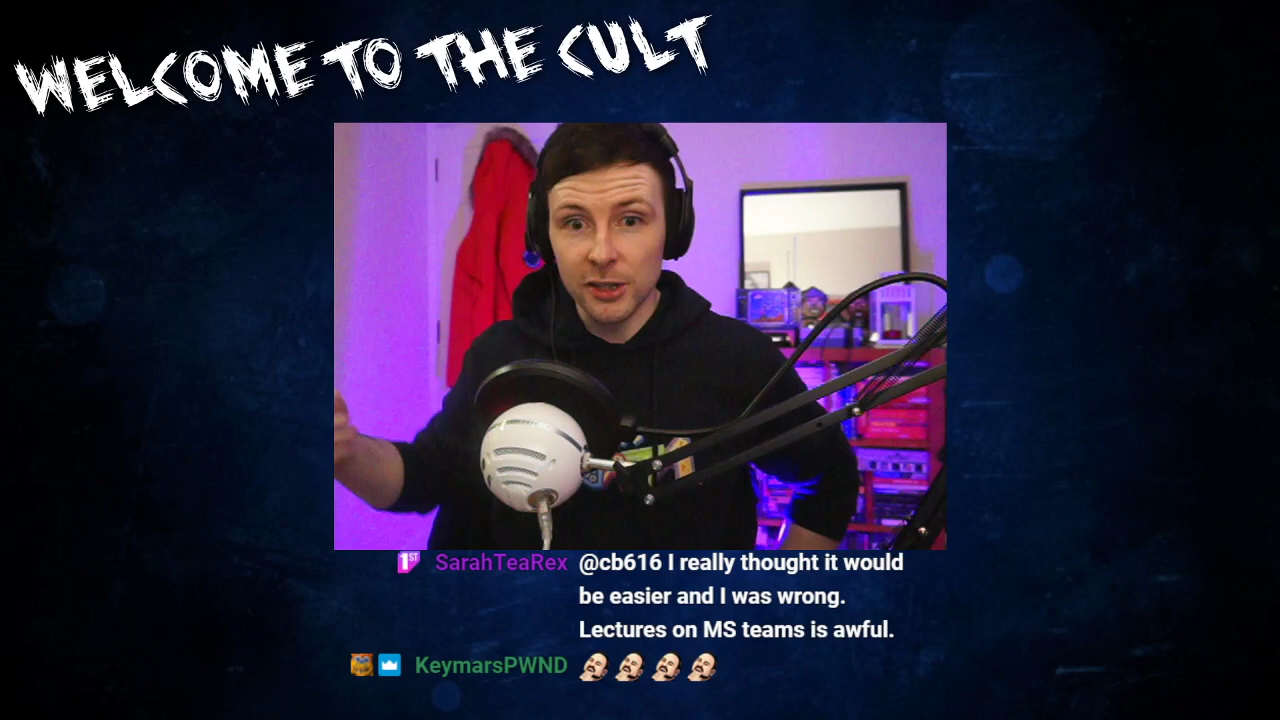 WELCOME TO THE CULT
1ST SarahTeaRex @cb616 I really thought it would
be easier and I was wrong.
Lectures on MS teams is awful.
KeymarsPWND